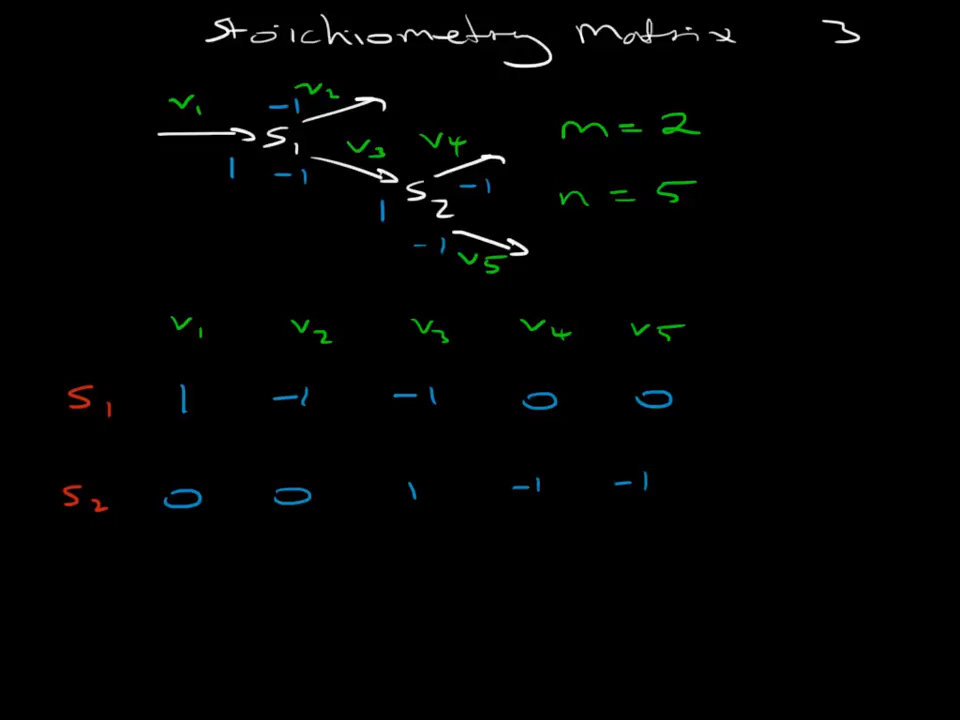 Stoichiometry Matrix 3
v1 -1 v2
S1 v3 v4 m = 2
1 -1 S2 -1 n = 5
1
-1 v5
v1 v2 v3 v4 v5
S1 1 -1 -1 0 0
S2 0 0 1 -1 -1